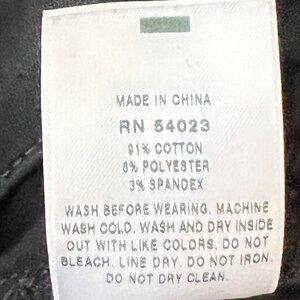 MADE IN CHINA
RN 54023
91% COTTON
6% POLYESTER
3% SPANDEX
WASH BEFORE WEARING. MACHINE
WASH COLD. WASH AND DRY INSIDE
OUT WITH LIKE COLORS. DO NOT
BLEACH. LINE DRY. DO NOT IRON.
DO NOT DRY CLEAN.